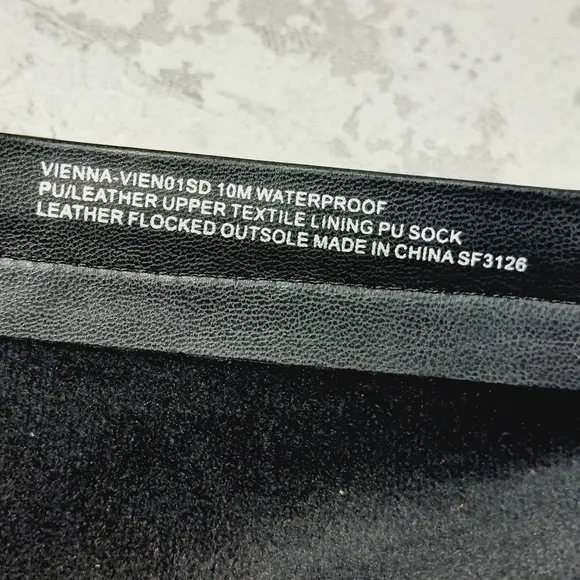 VIENNA-VIEN01SD 10M WATERPROOF
PU/LEATHER UPPER TEXTILE LINING PU SOCK
LEATHER FLOCKED OUTSOLE MADE IN CHINA SF3126